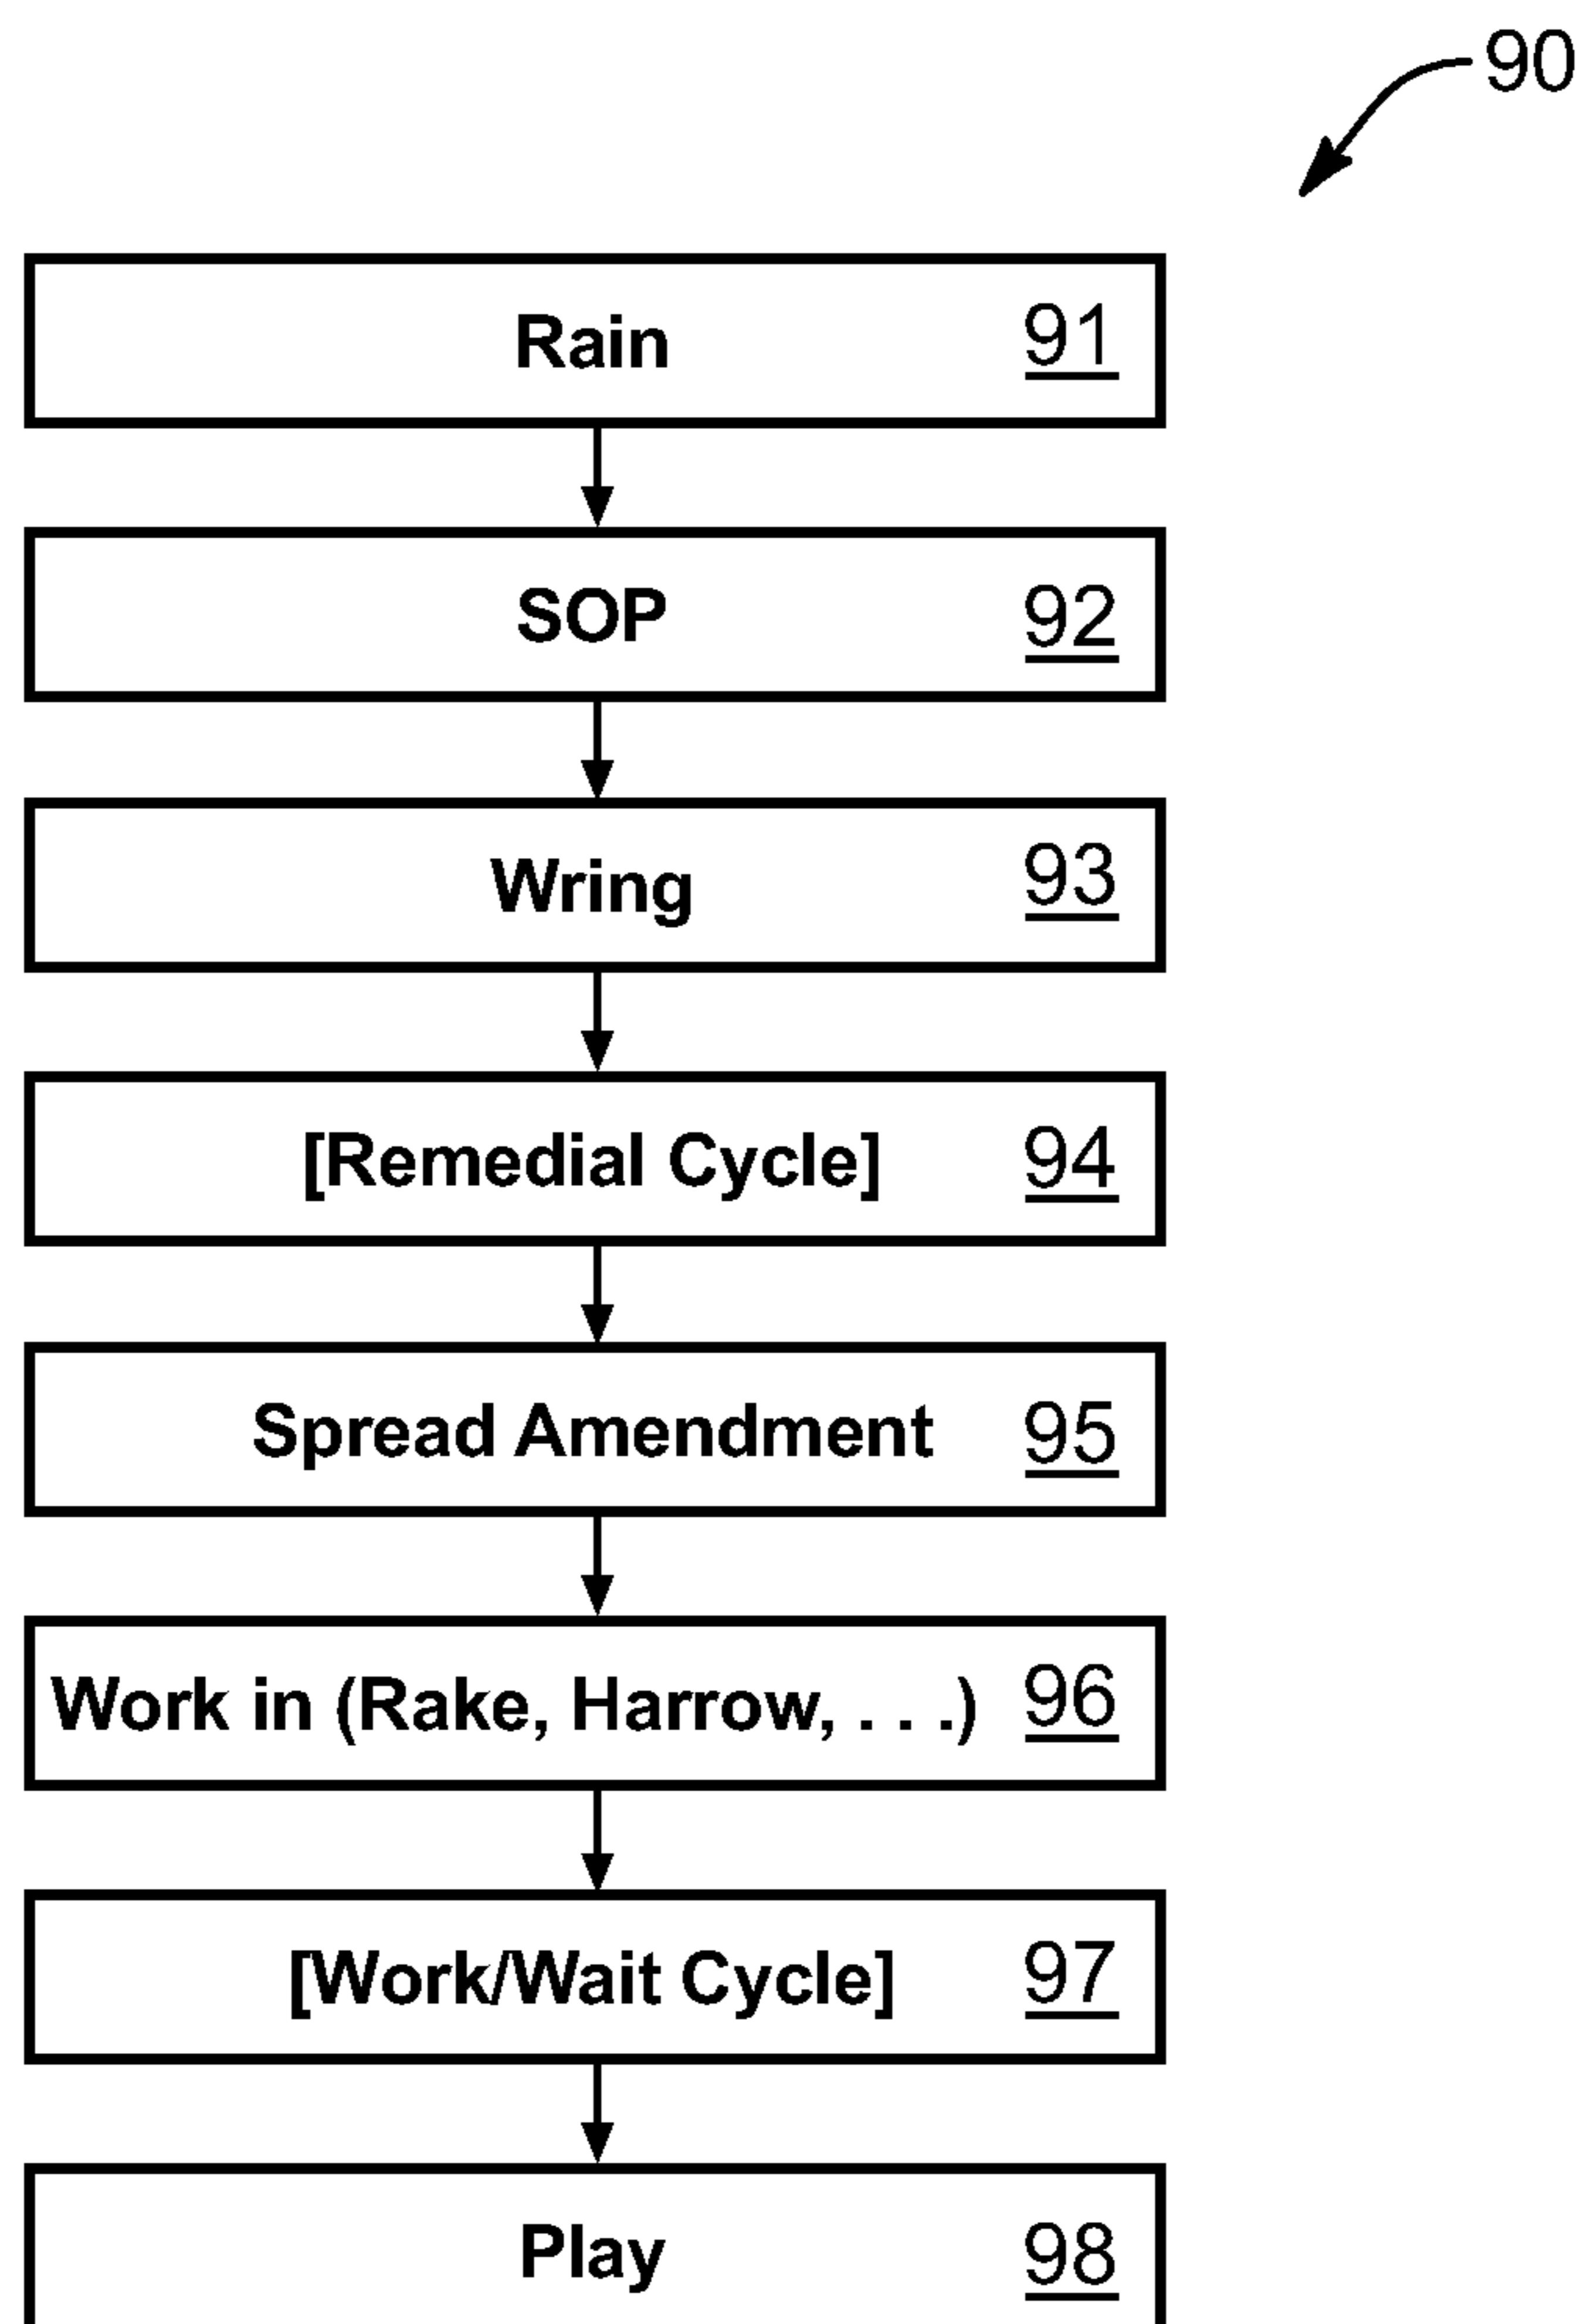 90
Rain 91
SOP 92
Wring 93
[Remedial Cycle] 94
Spread Amendment 95
Work in (Rake, Harrow, . . .) 96
[Work/Wait Cycle] 97
Play 98